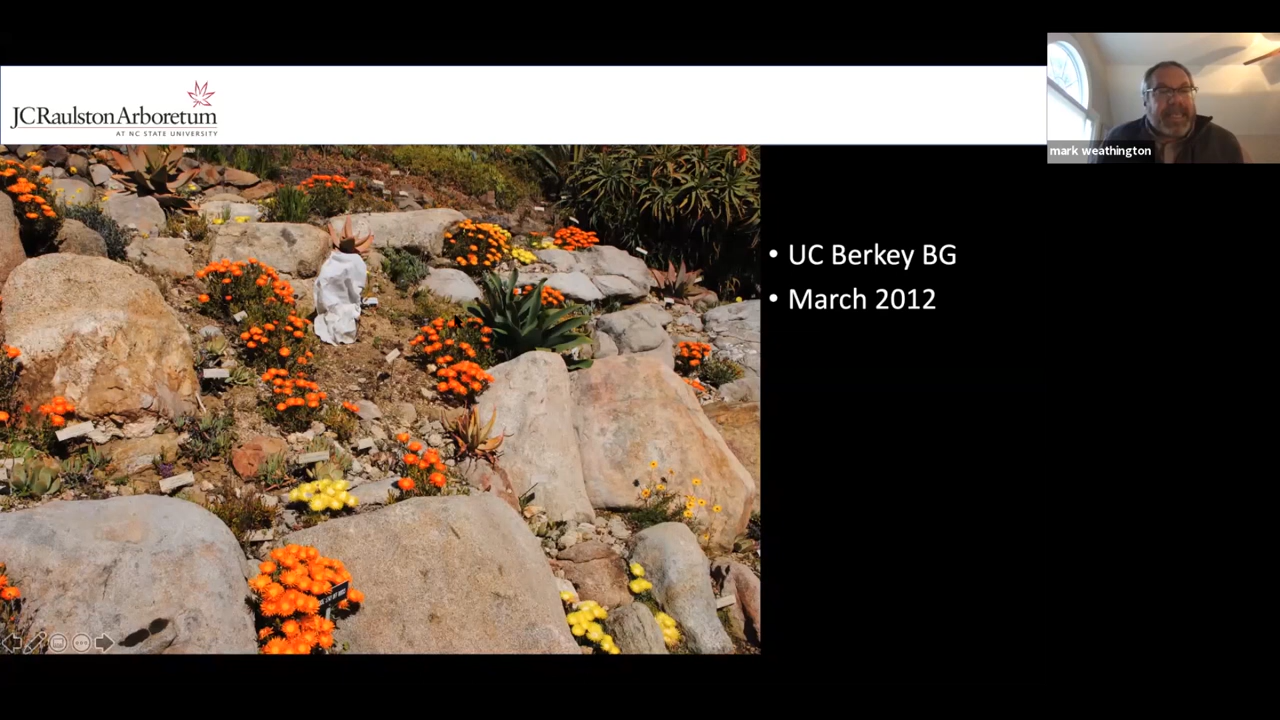 JCRaulston Arboretum
AT NC STATE UNIVERSITY
mark weathington
• UC Berkey BG
• March 2012